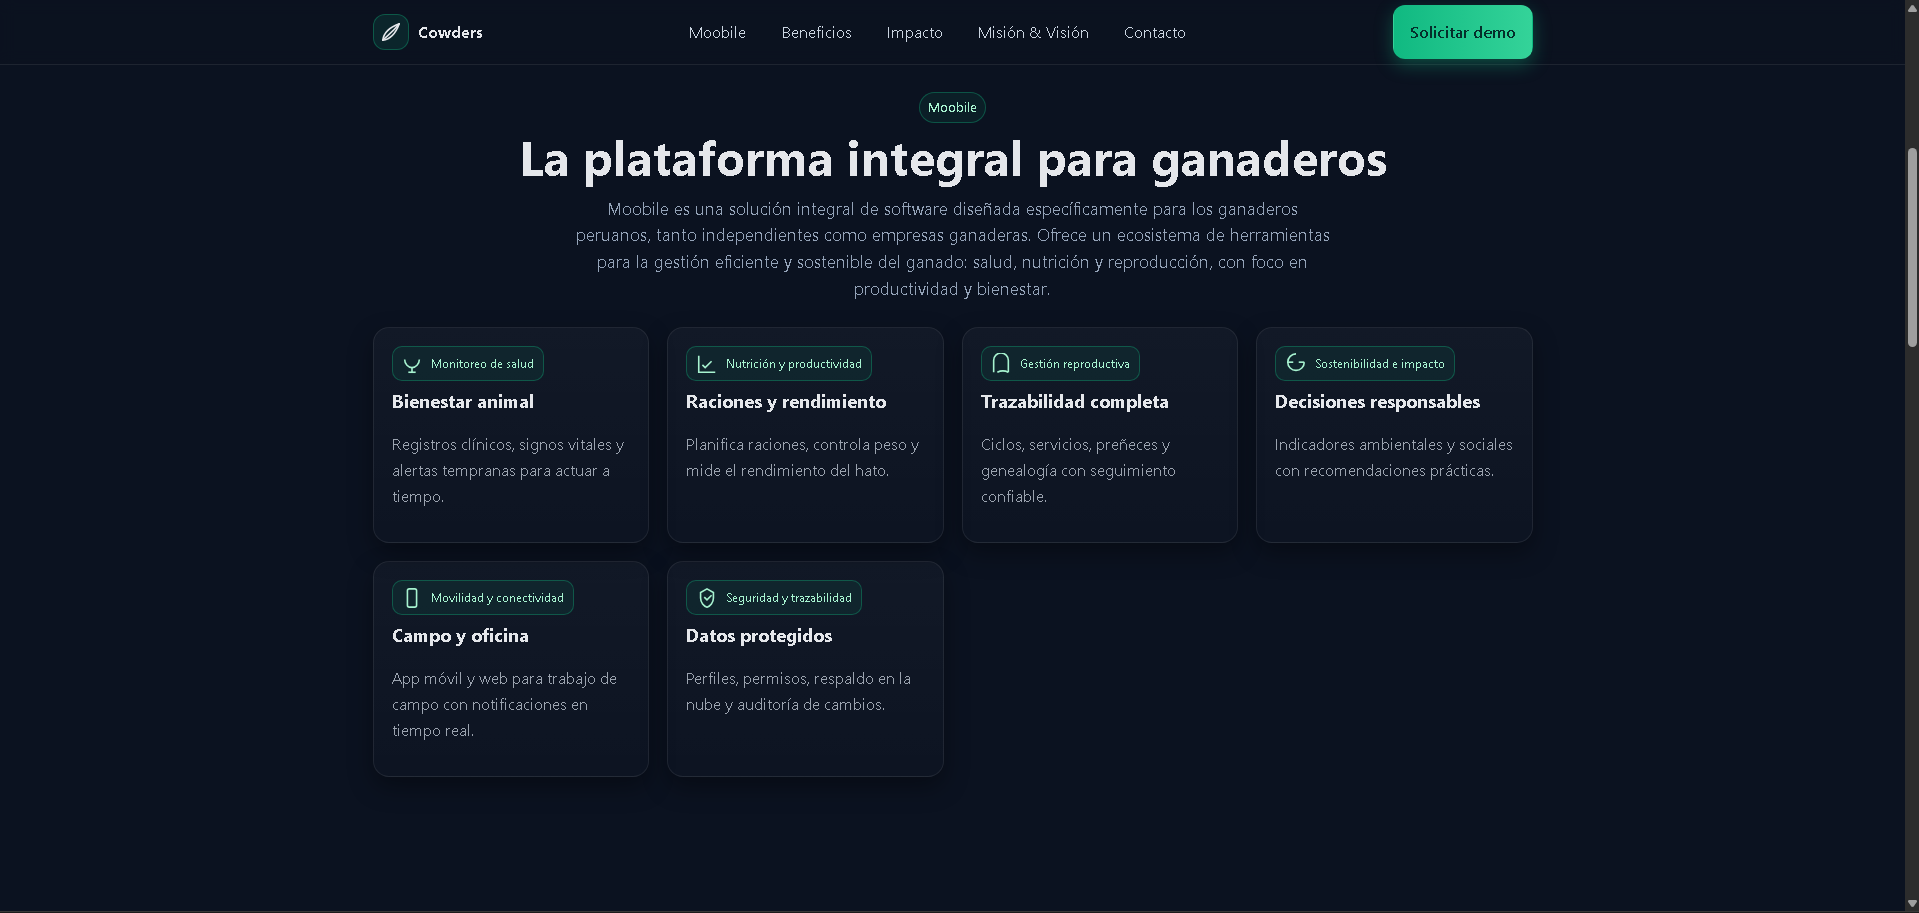 Cowders
Moobile
Beneficios
Impacto
Misión & Visión
Contacto
Solicitar demo
Moobile
La plataforma integral para ganaderos
Moobile es una solución integral de software diseñada específicamente para los ganaderos
peruanos, tanto independientes como empresas ganaderas. Ofrece un ecosistema de herramientas
para la gestión eficiente y sostenible del ganado: salud, nutrición y reproducción, con foco en
productividad y bienestar.
Monitoreo de salud
Bienestar animal
Registros clínicos, signos vitales y
alertas tempranas para actuar a
tiempo.
Nutrición y productividad
Raciones y rendimiento
Planifica raciones, controla peso y
mide el rendimiento del hato.
Gestión reproductiva
Trazabilidad completa
Ciclos, servicios, preñeces y
genealogía con seguimiento
confiable.
Sostenibilidad e impacto
Decisiones responsables
Indicadores ambientales y sociales
con recomendaciones prácticas.
Movilidad y conectividad
Campo y oficina
App móvil y web para trabajo de
campo con notificaciones en
tiempo real.
Seguridad y trazabilidad
Datos protegidos
Perfiles, permisos, respaldo en la
nube y auditoría de cambios.